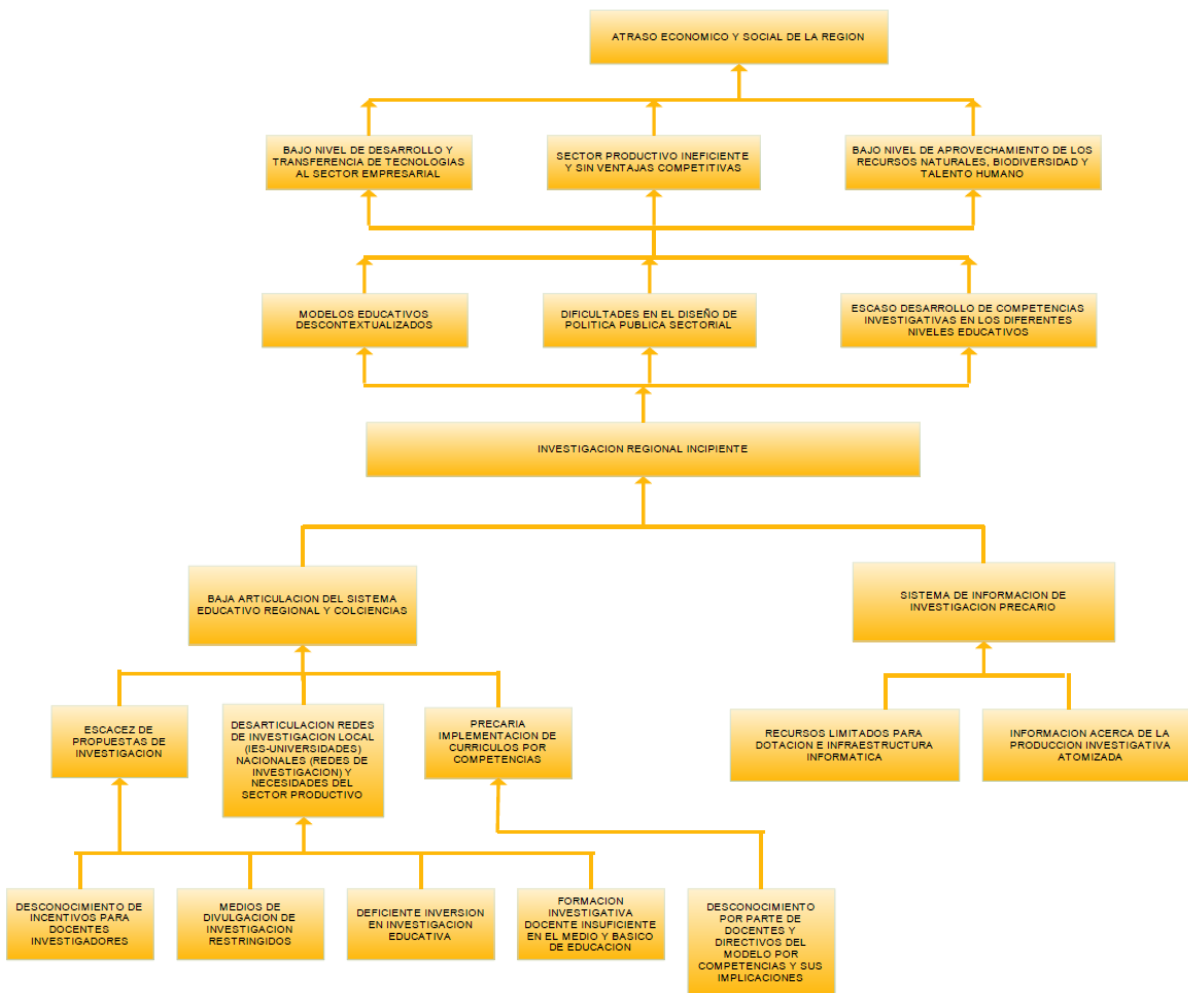 ATRASO ECONOMICO Y SOCIAL DE LA REGION
BAJO NIVEL DE DESARROLLO Y
TRANSFERENCIA DE TECNOLOGIAS
AL SECTOR EMPRESARIAL
SECTOR PRODUCTIVO INEFICIENTE
Y SIN VENTAJAS COMPETITIVAS
BAJO NIVEL DE APROVECHAMIENTO DE LOS
RECURSOS NATURALES, BIODIVERSIDAD Y
TALENTO HUMANO
MODELOS EDUCATIVOS
DESCONTEXTUALIZADOS
DIFICULTADES EN EL DISEÑO DE
POLITICA PUBLICA SECTORIAL
ESCASO DESARROLLO DE COMPETENCIAS
INVESTIGATIVAS EN LOS DIFERENTES
NIVELES EDUCATIVOS
INVESTIGACION REGIONAL INCIPIENTE
BAJA ARTICULACION DEL SISTEMA
EDUCATIVO REGIONAL Y COLCIENCIAS
SISTEMA DE INFORMACION DE
INVESTIGACION PRECARIO
ESCACEZ DE
PROPUESTAS DE
INVESTIGACION
DESARTICULACION REDES
DE INVESTIGACION LOCAL
(IES-UNIVERSIDADES)
NACIONALES (REDES DE
INVESTIGACION) Y
NECESIDADES DEL
SECTOR PRODUCTIVO
PRECARIA
IMPLEMENTACION DE
CURRICULOS POR
COMPETENCIAS
RECURSOS LIMITADOS PARA
DOTACION E INFRAESTRUCTURA
INFORMATICA
INFORMACION ACERCA DE LA
PRODUCCION INVESTIGATIVA
ATOMIZADA
DESCONOCIMIENTO DE
INCENTIVOS PARA
DOCENTES
INVESTIGADORES
MEDIOS DE
DIVULGACION DE
INVESTIGACION
RESTRINGIDOS
DEFICIENTE INVERSION
EN INVESTIGACION
EDUCATIVA
FORMACION
INVESTIGATIVA
DOCENTE INSUFICIENTE
EN EL MEDIO Y BASICO
DE EDUCACION
DESCONOCIMIENTO
POR PARTE DE
DOCENTES Y
DIRECTIVOS DEL
MODELO POR
COMPETENCIAS Y SUS
IMPLICACIONES